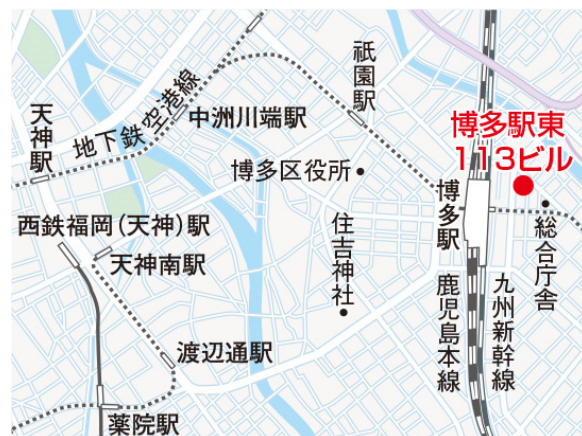 祇園駅
天神駅
地下鉄空港線
中洲川端駅
博多駅東
113ビル
博多区役所
西鉄福岡(天神)駅
天神南駅
住吉神社
博多駅
総合庁舎
鹿児島本線
九州新幹線
渡辺通駅
薬院駅